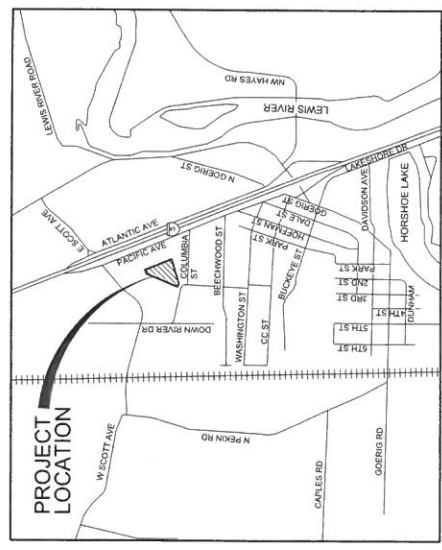 PROJECT
LOCATION
LEWIS RIVER ROAD
NW HAYES RD
LEWIS RIVER
E SCOTT AVE
N GOERIG ST
ATLANTIC AVE
PACIFIC AVE
LAKESHORE DR
COLUMBIA
ST
GOERIG ST
DALE ST
HOFFMAN ST
PARK ST
DAVIDSON AVE
HORSHOE LAKE
BEECHWOOD ST
BUCKEYE ST
DOWN RIVER DR
WASHINGTON ST
CC ST
PARK ST
2ND ST
3RD ST
4TH ST
5TH ST
6TH ST
DUNHAM
W SCOTT AVE
N PEKIN RD
CAPLES RD
GOERIG RD